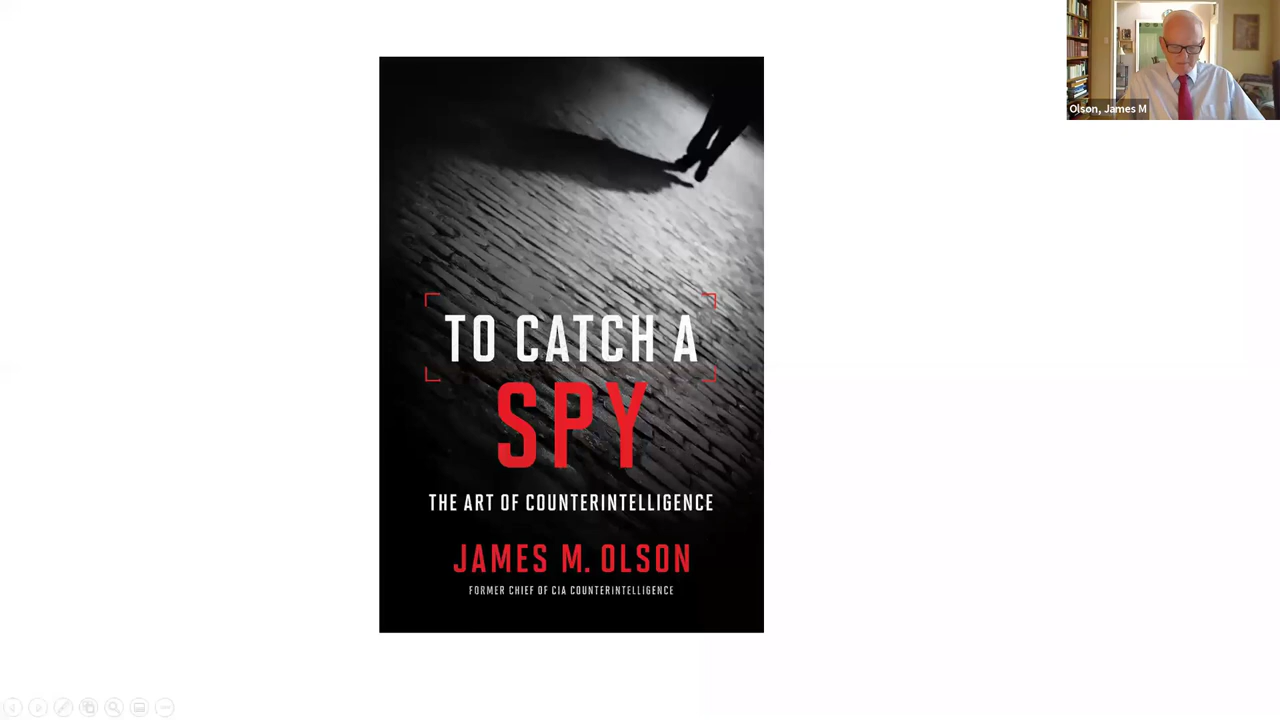 TO CATCH A
SPY
THE ART OF COUNTERINTELLIGENCE
JAMES M. OLSON
FORMER CHIEF OF CIA COUNTERINTELLIGENCE
Olson, James M